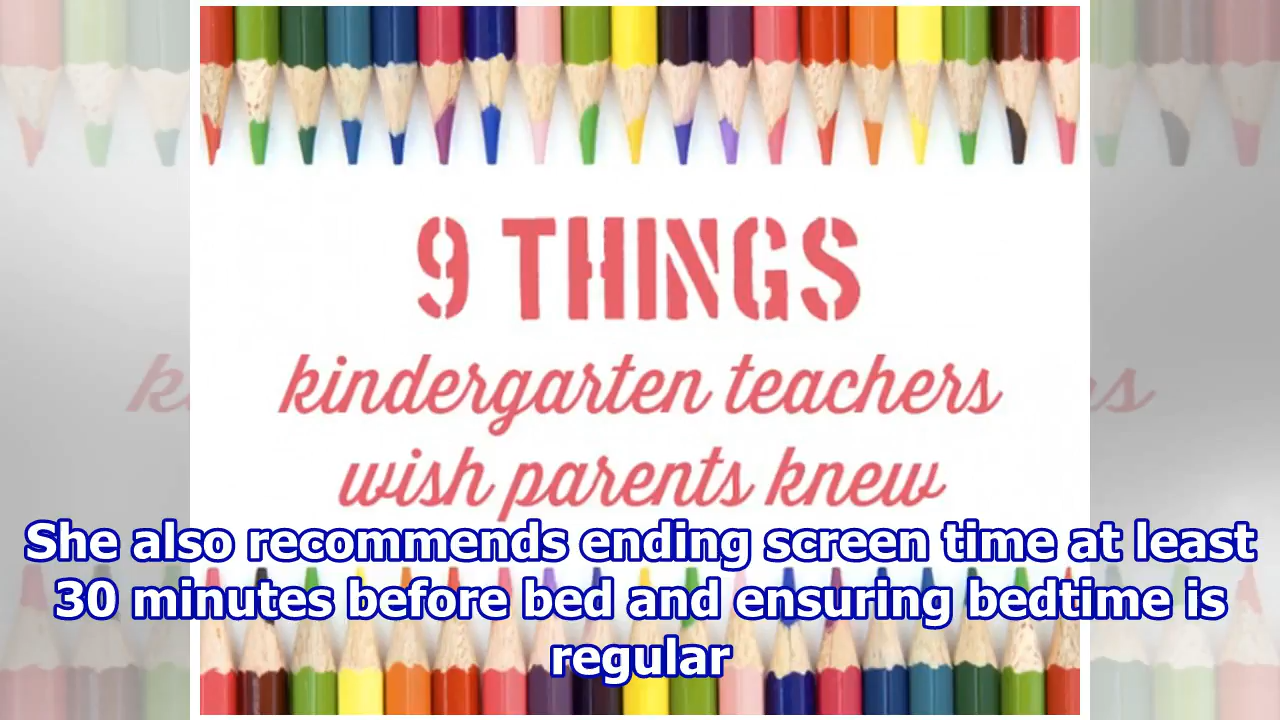 9 THINGS
kindergarten teachers
wish parents knew
She also recommends ending screen time at least
30 minutes before bed and ensuring bedtime is
regular